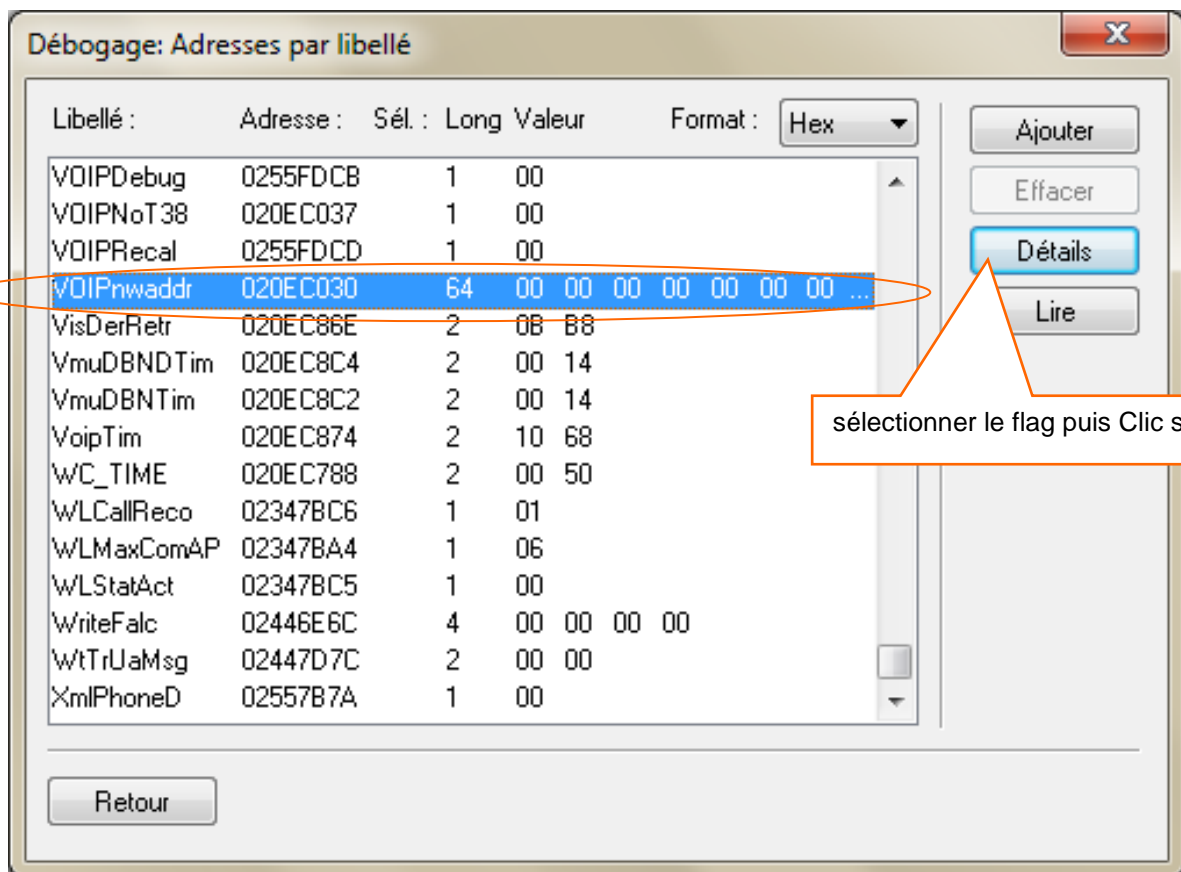 Débogage: Adresses par libellé
Libellé : Adresse : Sél. : Long Valeur Format : Hex
Ajouter
VOIPDebug 0255FDCB 1 00
Effacer
VOIPNoT38 020EC037 1 00
VOIPRecal 0255FDCD 1 00
Détails
VOIPnwaddr 020EC030 64 00 00 00 00 00 00 00 ...
Lire
VisDerRetr 020EC86E 2 0B B8
VmuDBNDTim 020EC8C4 2 00 14
VmuDBNTim 020EC8C2 2 00 14
sélectionner le flag puis Clic s
VoipTim 020EC874 2 10 68
WC_TIME 020EC788 2 00 50
WLCallReco 02347BC6 1 01
WLMaxComAP 02347BA4 1 06
WLStatAct 02347BC5 1 00
WriteFalc 02446E6C 4 00 00 00 00
WtTrUaMsg 02447D7C 2 00 00
XmlPhoneD 02557B7A 1 00
Retour